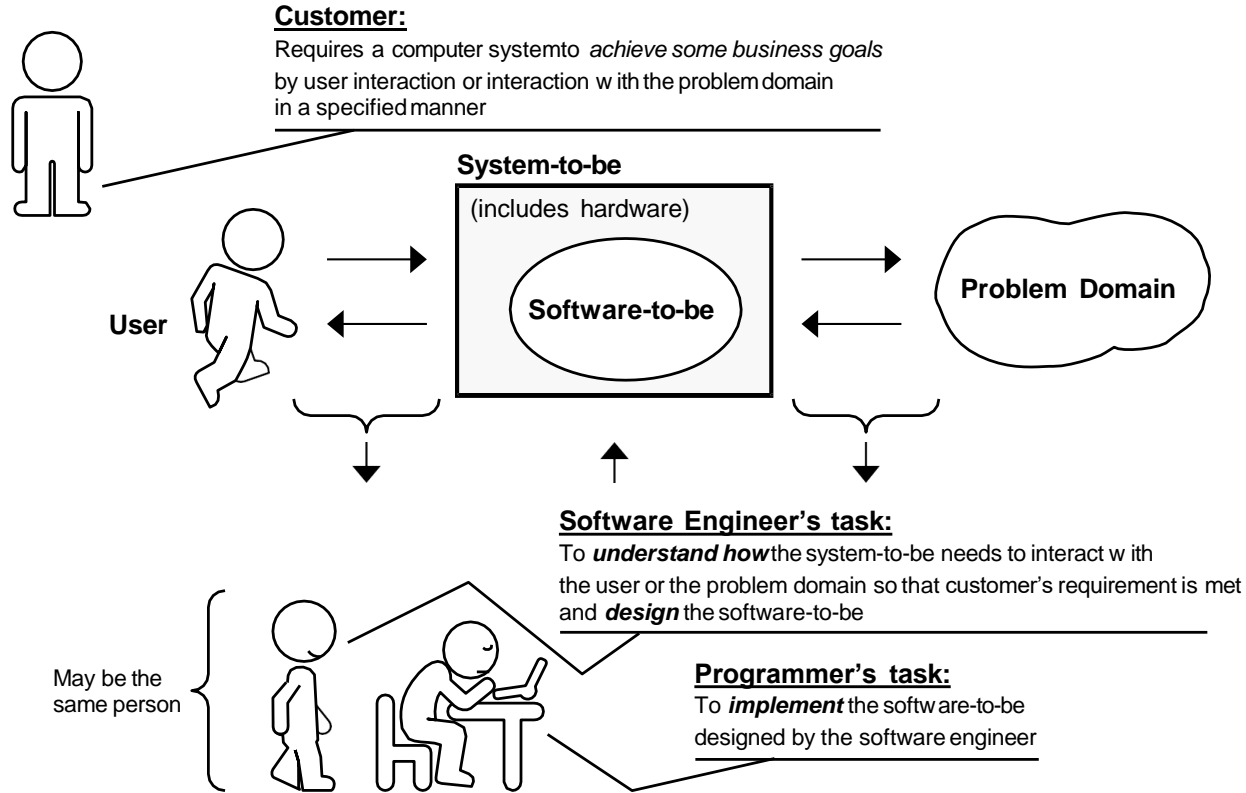 Customer:
Requires a computer systemto achieve some business goals
by user interaction or interaction w ith the problem domain
in a specified manner
System-to-be
(includes hardware)
Software-to-be
Problem Domain
User
Software Engineer’s task:
To understand how the system-to-be needs to interact w ith
the user or the problem domain so that customer’s requirement is met
and design the software-to-be
May be the
same person
Programmer’s task:
To implement the softw are-to-be
designed by the software engineer